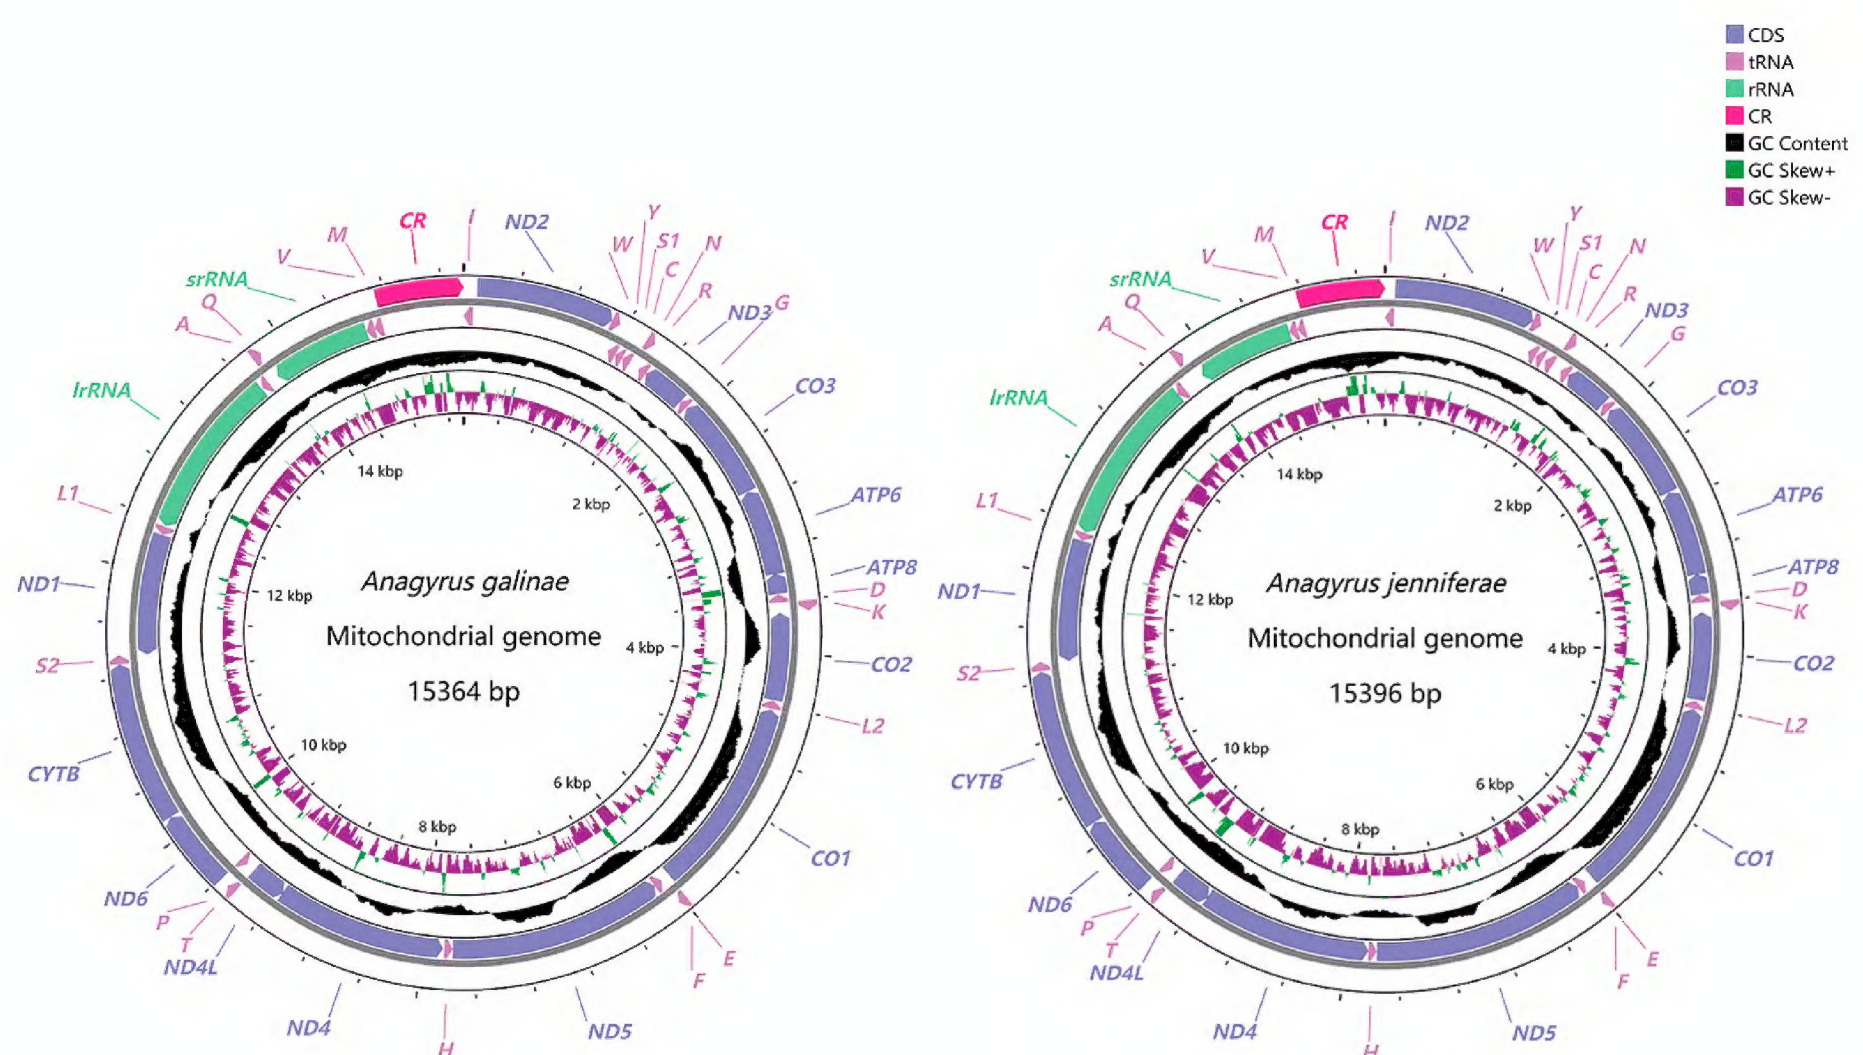 CDS
tRNA
rRNA
CR
GC Content
GC Skew+
GC Skew-
CR
I
ND2
Y
W
S1
N
C
R
ND3
G
CO3
ATP6
ATP8
D
K
CO2
L2
CO1
E
F
ND5
H
ND4
ND4L
T
P
ND6
CYTB
S2
ND1
L1
lrRNA
A
Q
srRNA
V
M
14 kbp
2 kbp
12 kbp
4 kbp
10 kbp
6 kbp
8 kbp
Anagyrus galinae
Mitochondrial genome
15364 bp
CR
I
ND2
Y
W
S1
N
C
R
ND3
G
CO3
ATP6
ATP8
D
K
CO2
L2
CO1
E
F
ND5
H
ND4
ND4L
T
P
ND6
CYTB
S2
ND1
L1
lrRNA
A
Q
srRNA
V
M
14 kbp
2 kbp
12 kbp
4 kbp
10 kbp
6 kbp
8 kbp
Anagyrus jenniferae
Mitochondrial genome
15396 bp